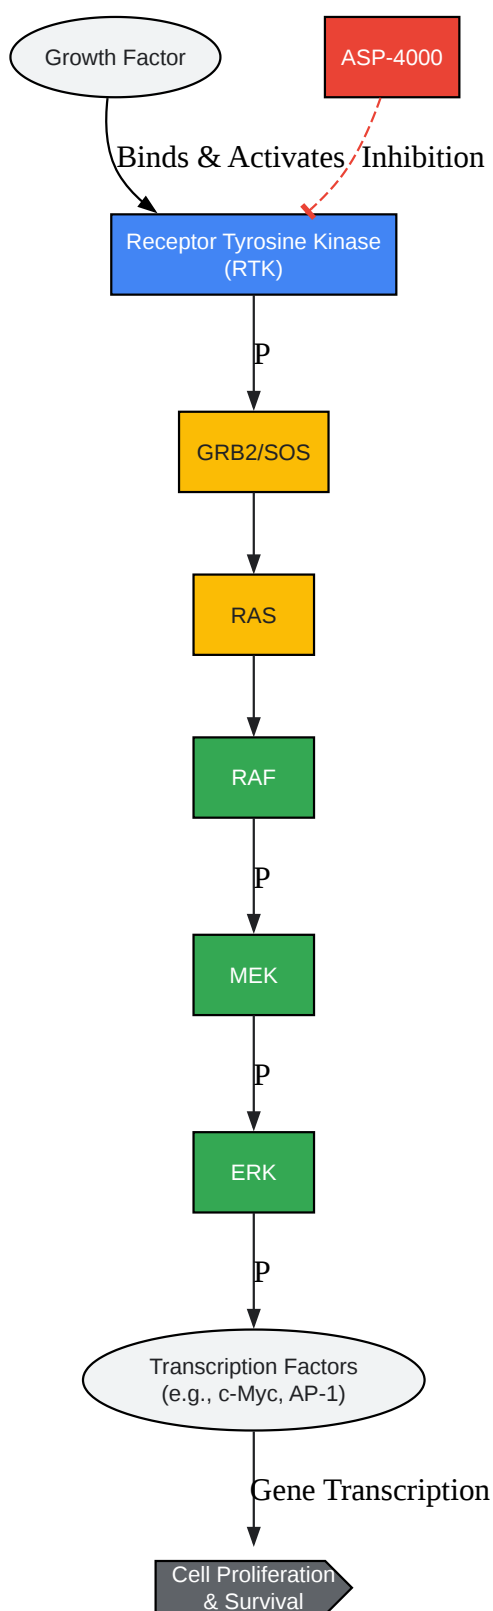 Growth Factor
ASP-4000
Binds & Activates
Inhibition
Receptor Tyrosine Kinase
(RTK)
P
GRB2/SOS
RAS
RAF
P
MEK
P
ERK
P
Transcription Factors
(e.g., c-Myc, AP-1)
Gene Transcription
Cell Proliferation
& Survival